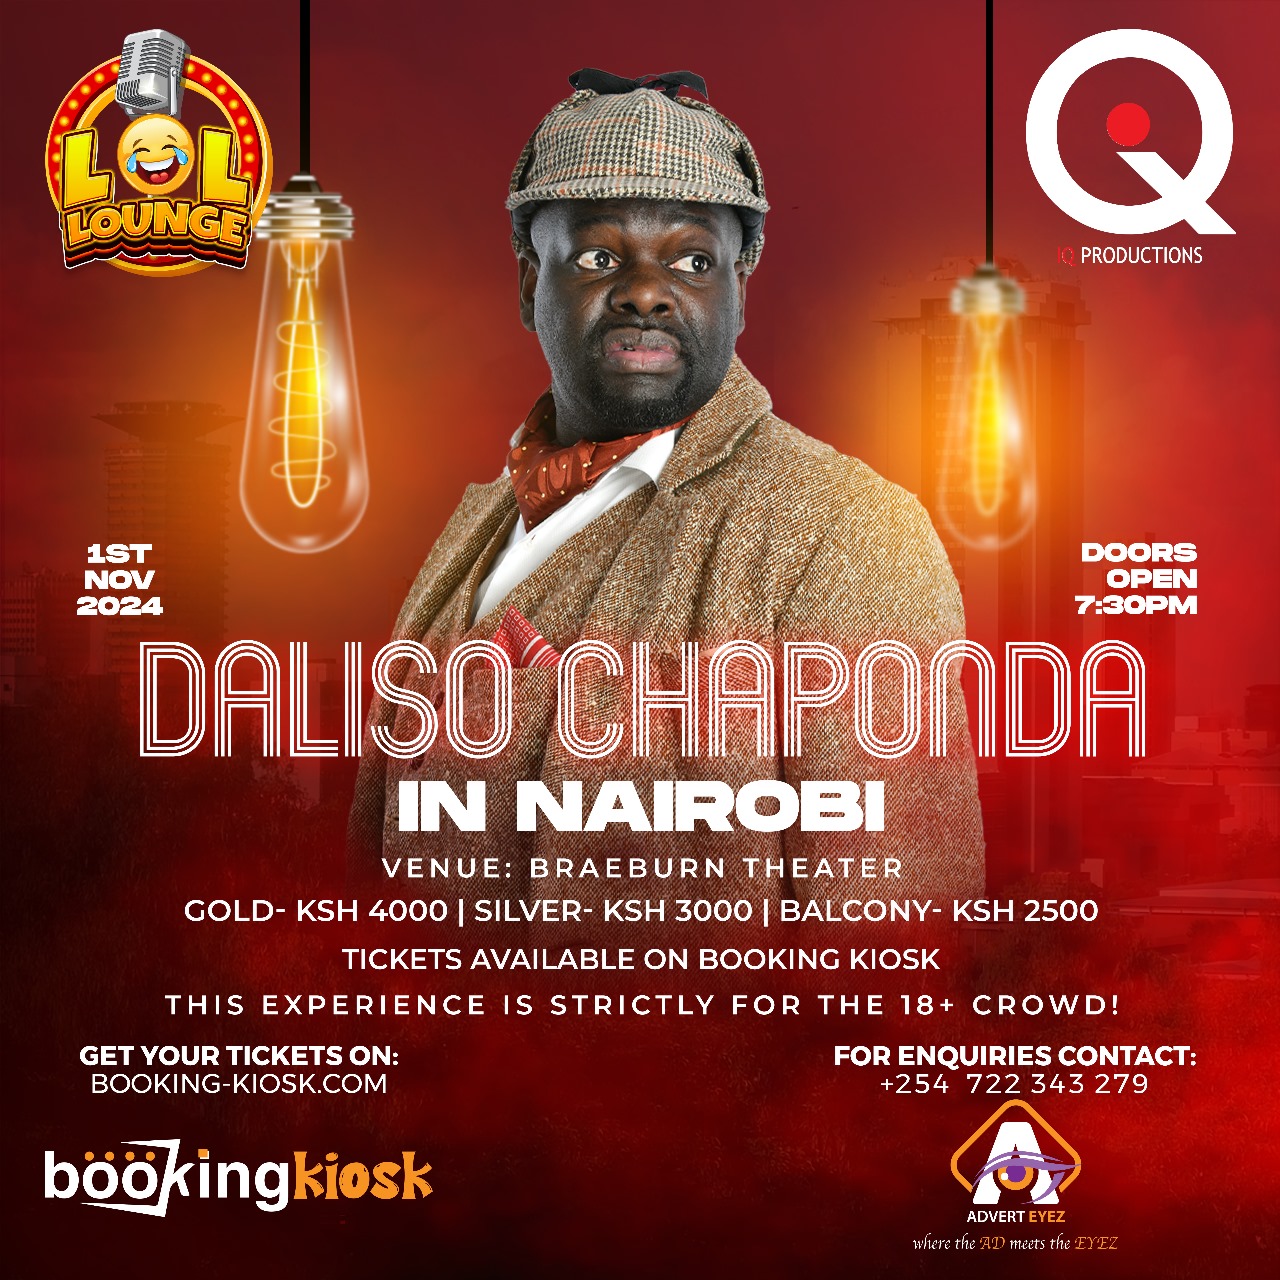 LOL
LOUNGE
IQ PRODUCTIONS
1ST
NOV
2024
DOORS
OPEN
7:30PM
DALISO CHAPONDA
IN NAIROBI
VENUE: BRAEBURN THEATER
GOLD- KSH 4000 | SILVER- KSH 3000 | BALCONY- KSH 2500
TICKETS AVAILABLE ON BOOKING KIOSK
THIS EXPERIENCE IS STRICTLY FOR THE 18+ CROWD!
GET YOUR TICKETS ON:
BOOKING-KIOSK.COM
FOR ENQUIRIES CONTACT:
+254 722 343 279
böökingkiosk
A
ADVERT EYEZ
where the AD meets the EYEZ